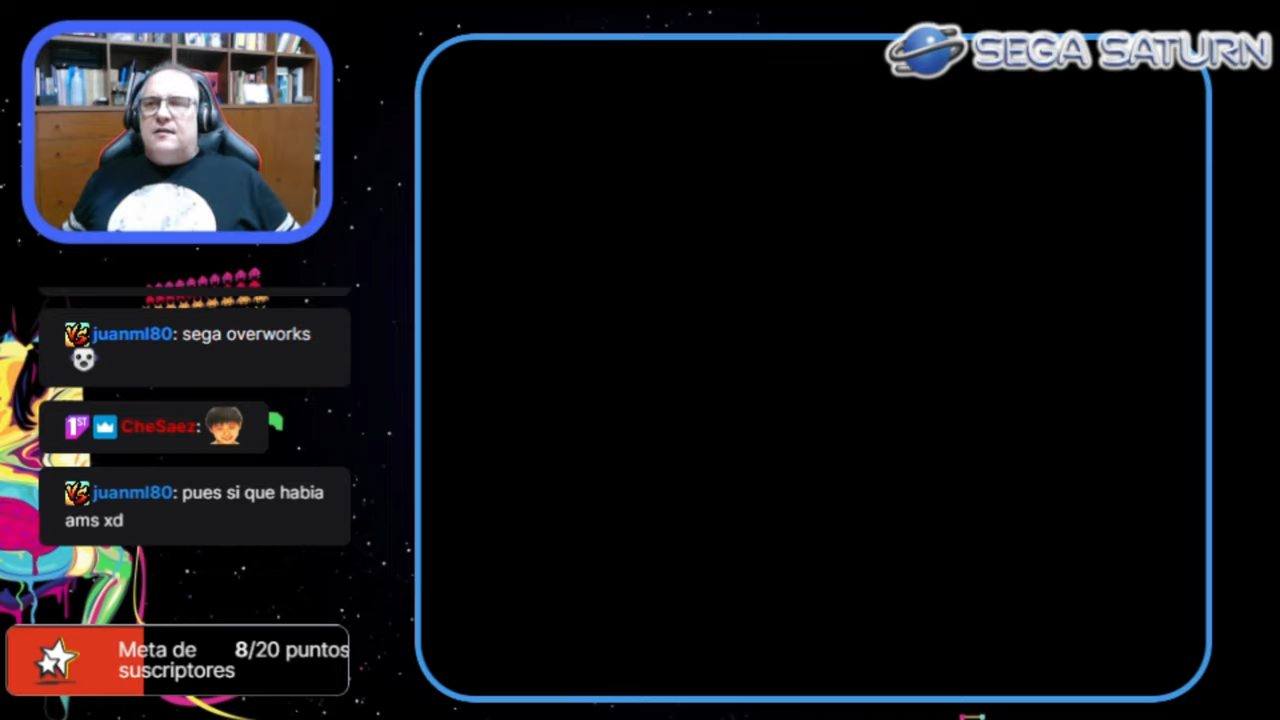 SEGA SATURN
juanml80: sega overworks
1ST CheSaez:
juanml80: pues si que habia
ams xd
Meta de 8/20 puntos
suscriptores